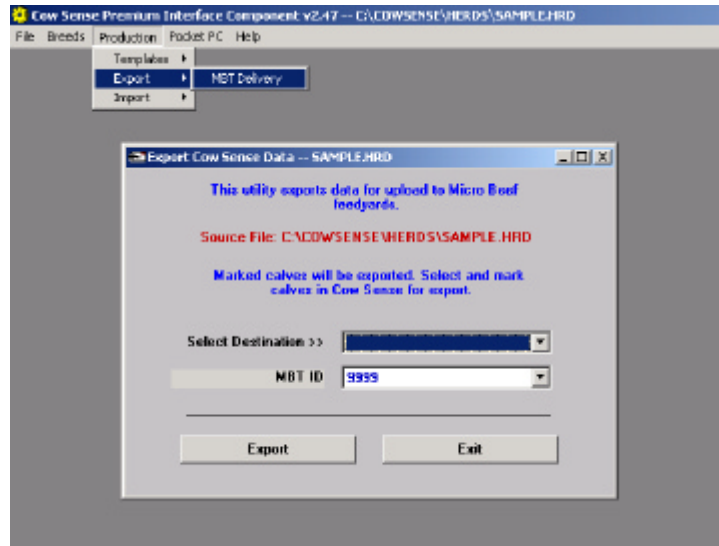 Cow Sense Premium Interface Component v2.47 -- C:\COWSENSE\HERDS\SAMPLE.HRD
File Breeds Production Pocket PC Help
Templates
Export MBT Delivery
Import
Export Cow Sense Data -- SAMPLE.HRD
This utility exports data for upload to Micro Beef
feedyards.
Source File: C:\COWSENSE\HERDS\SAMPLE.HRD
Marked calves will be exported. Select and mark
calves in Cow Sense for export.
Select Destination >>
MBT ID 9999
Export Exit